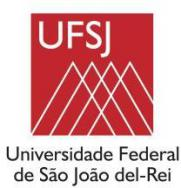 UFSJ
Universidade Federal
de São João del-Rei